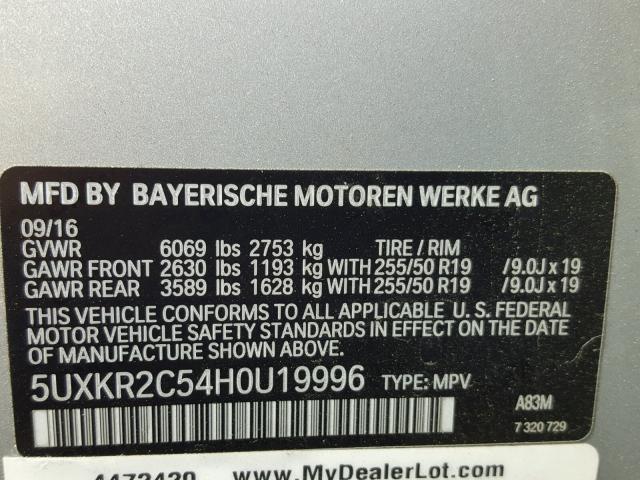 MFD BY BAYERISCHE MOTOREN WERKE AG
09/16
GVWR 6069 lbs 2753 kg TIRE / RIM
GAWR FRONT 2630 lbs 1193 kg WITH 255/50 R19 /9.0J x 19
GAWR REAR 3589 lbs 1628 kg WITH 255/50 R19 /9.0J x 19
THIS VEHICLE CONFORMS TO ALL APPLICABLE U. S. FEDERAL
MOTOR VEHICLE SAFETY STANDARDS IN EFFECT ON THE DATE
OF MANUFACTURE SHOWN ABOVE.
5UXKR2C54H0U19996 TYPE: MPV A83M
7 320 729
www.MyDealerLot.com